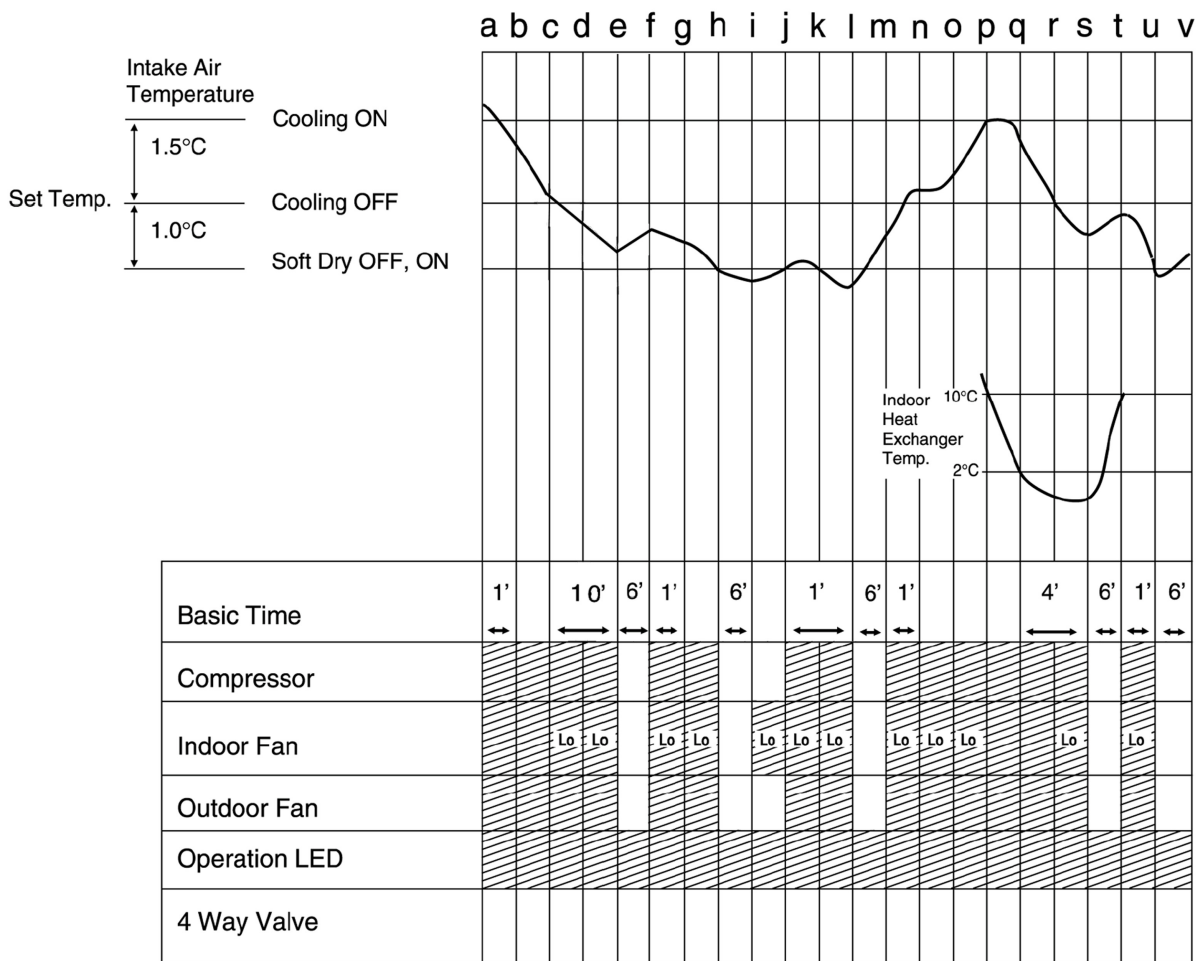 a b c d e f g h i j k l m n o p q r s t u v
Intake Air
Temperature
Cooling ON
1.5°C
Set Temp.
Cooling OFF
1.0°C
Soft Dry OFF, ON
Indoor
Heat
Exchanger
Temp.
10°C
2°C
Basic Time 1’ 10’ 6’ 1’ 6’ 1’ 6’ 1’ 4’ 6’ 1’ 6’
Compressor
Indoor Fan Lo Lo Lo Lo Lo Lo Lo Lo Lo Lo Lo Lo
Outdoor Fan
Operation LED
4 Way Valve